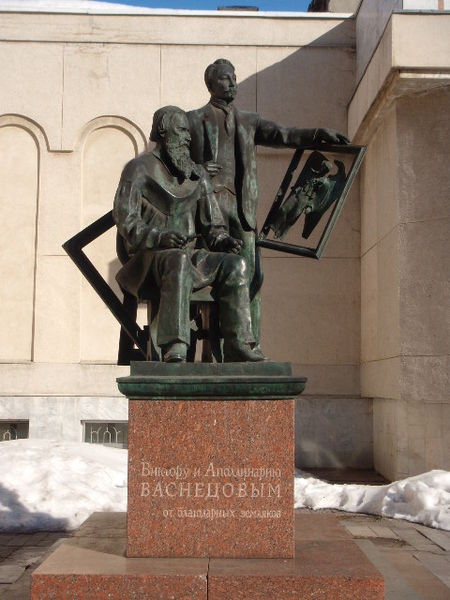 Виктору и Аполлинарию
ВАСНЕЦОВЫМ
от благодарных земляков